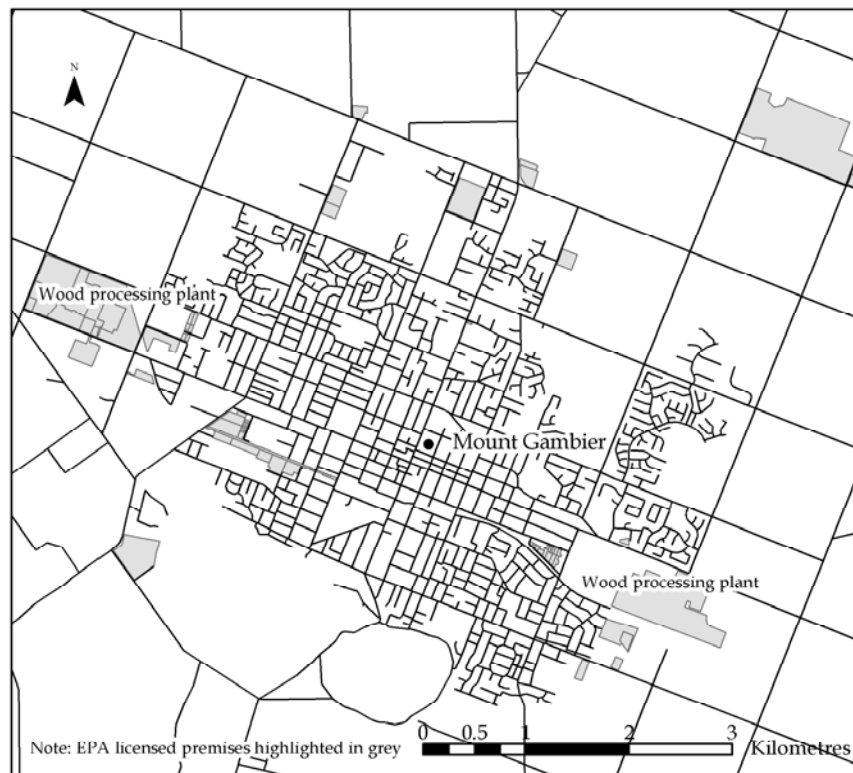 N
Wood processing plant
Mount Gambier
Wood processing plant
Note: EPA licensed premises highlighted in grey
0 0.5 1 2 3
Kilometres